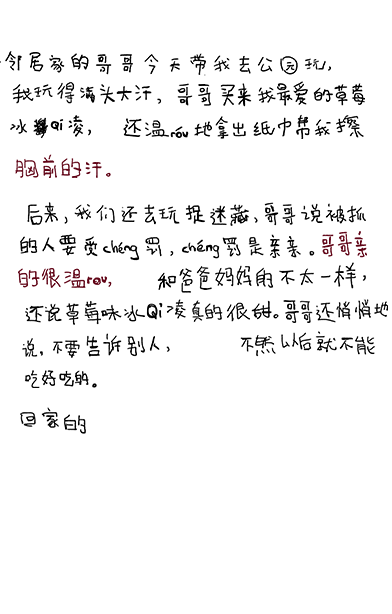 邻居家的哥哥今天带我去公园玩,
我玩得满头大汗,哥哥买来我最爱的草莓
冰Qi凌,还温róu地拿出纸巾帮我擦
胸前的汗。
后来,我们还去玩捉迷藏,哥哥说被抓
的人要受chéng罚,chéng罚是亲亲。哥哥亲
的很温rou,和爸爸妈妈的不太一样,
还说草莓味冰Qi凌真的很甜。哥哥还悄悄地
说,不要告诉别人,不然以后就不能
吃好吃的。
回家的